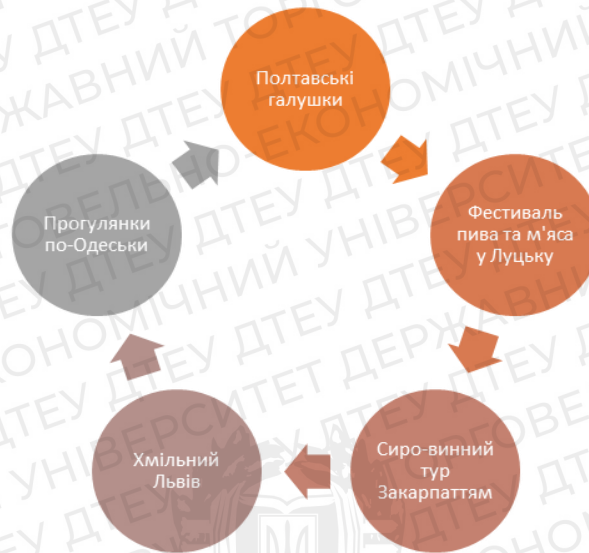 Полтавські
галушки
Фестиваль
пива та м'яса
у Луцьку
Сиро-винний
тур
Закарпаттям
Хмільний
Львів
Прогулянки
по-Одеськи